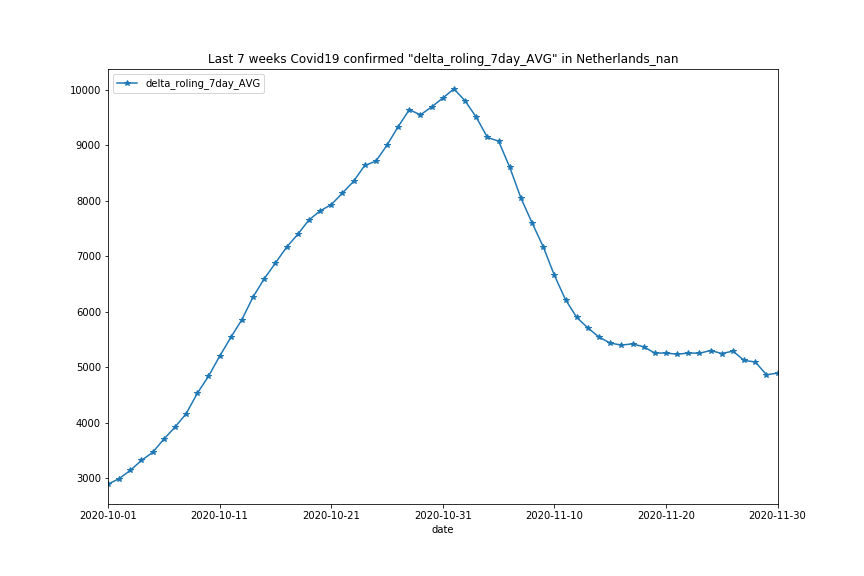 Last 7 weeks Covid19 confirmed "delta_roling_7day_AVG" in Netherlands_nan
delta_roling_7day_AVG
10000
9000
8000
7000
6000
5000
4000
3000
2020-10-01 2020-10-11 2020-10-21 2020-10-31 2020-11-10 2020-11-20 2020-11-30
date